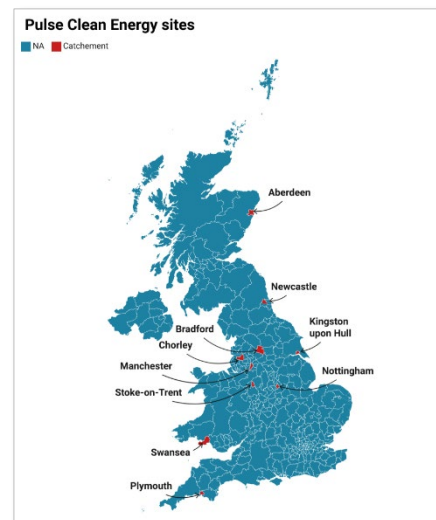 Pulse Clean Energy sites
NA Catchement
Aberdeen
Newcastle
Kingston
upon Hull
Bradford
Chorley
Manchester
Nottingham
Stoke-on-Trent
Swansea
Plymouth